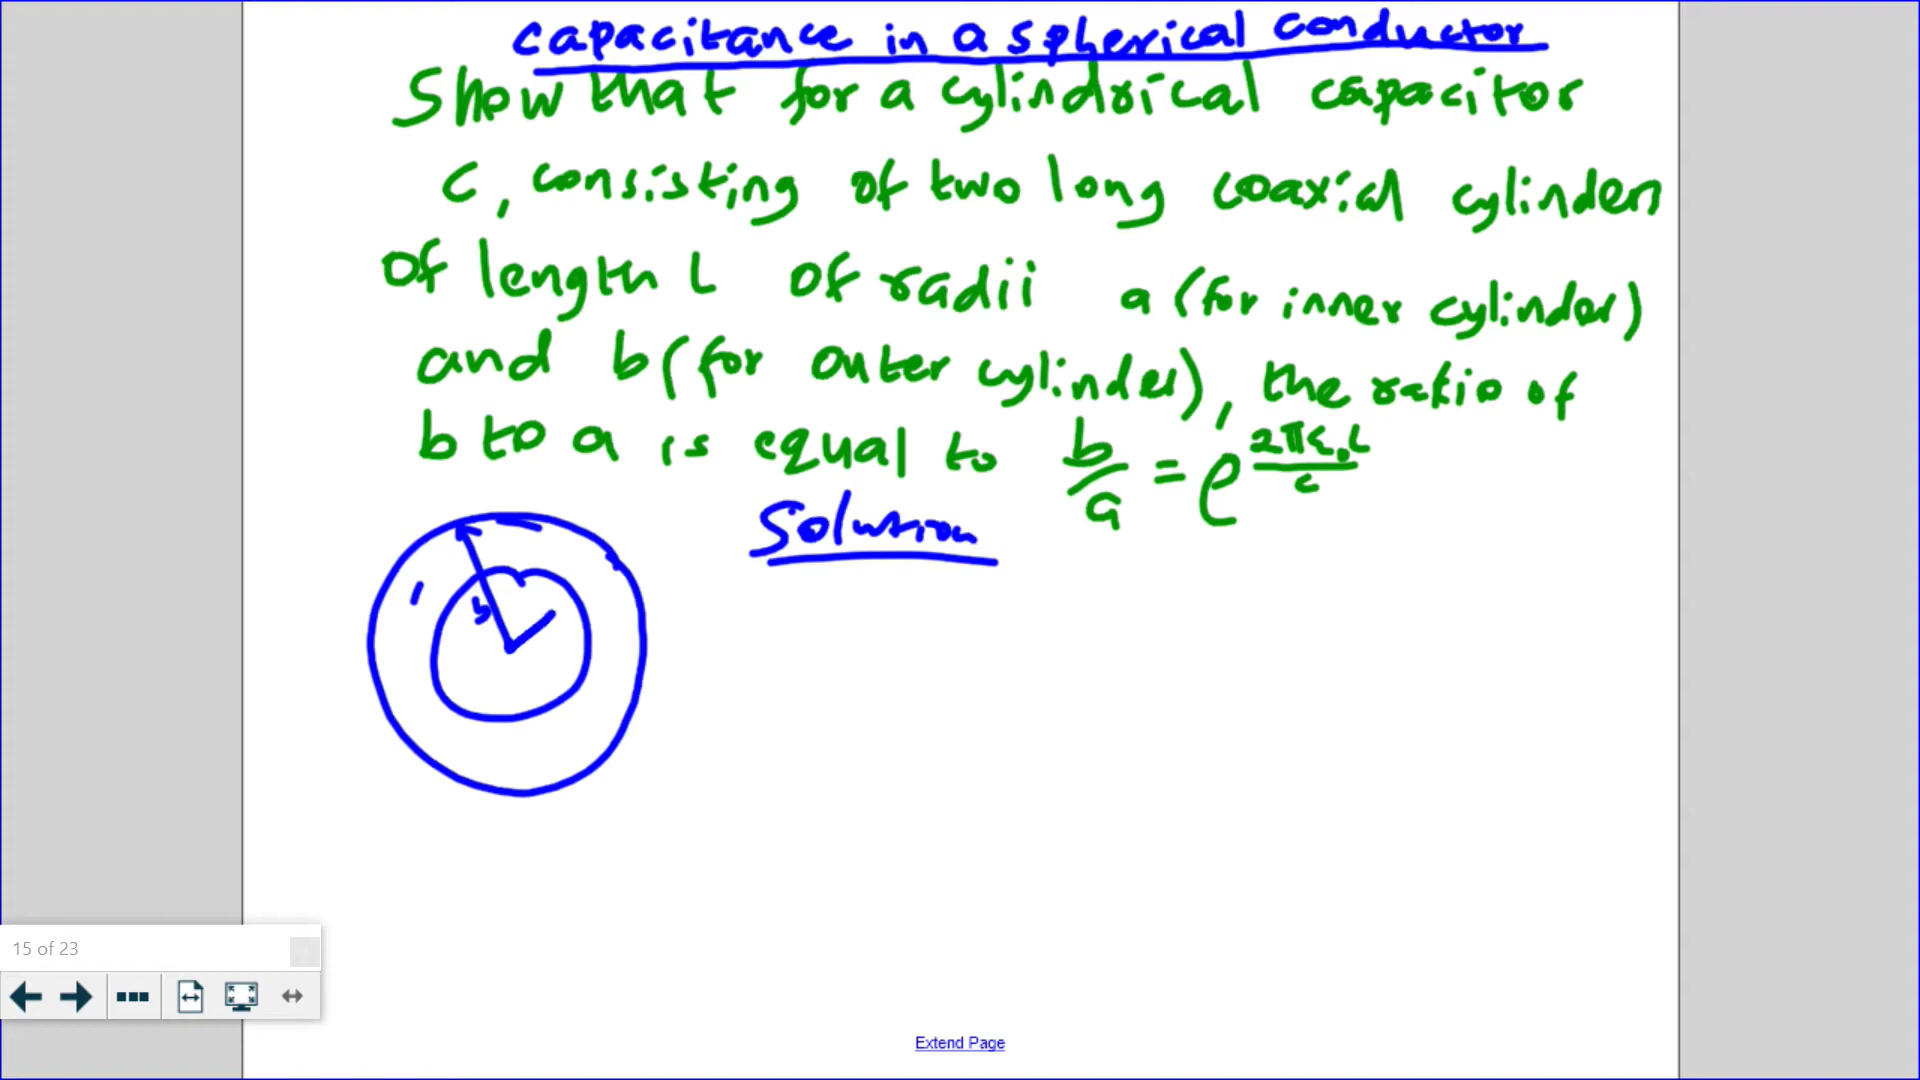 capacitance in a spherical conductor
Show that for a cylindrical capacitor
C, consisting of two long coaxial cylinders
of length L of radii a (for inner cylinder)
and b (for outer cylinder), the ratio of
b to a is equal to b/a = e^(2πε₀L/c)
Solution
b
15 of 23
Extend Page